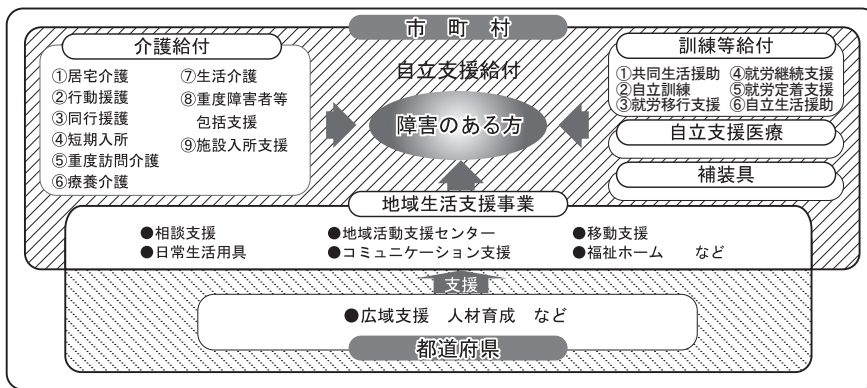 市町村
介護給付
①居宅介護
②行動援護
③同行援護
④短期入所
⑤重度訪問介護
⑥療養介護
⑦生活介護
⑧重度障害者等
包括支援
⑨施設入所支援
自立支援給付
障害のある方
訓練等給付
①共同生活援助
②自立訓練
③就労移行支援
④就労継続支援
⑤就労定着支援
⑥自立生活援助
自立支援医療
補装具
地域生活支援事業
●相談支援
●日常生活用具
●地域活動支援センター
●コミュニケーション支援
●移動支援
●福祉ホーム など
支援
●広域支援 人材育成 など
都道府県